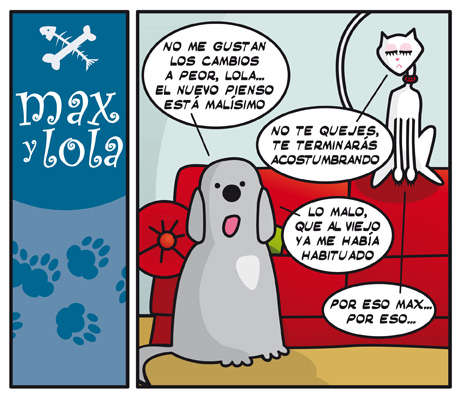 max
y lola
NO ME GUSTAN
LOS CAMBIOS
A PEOR, LOLA...
EL NUEVO PIENSO
ESTÁ MALÍSIMO
NO TE QUEJES,
TE TERMINARÁS
ACOSTUMBRANDO
LO MALO,
QUE AL VIEJO
YA ME HABÍA
HABITUADO
POR ESO MAX...
POR ESO...